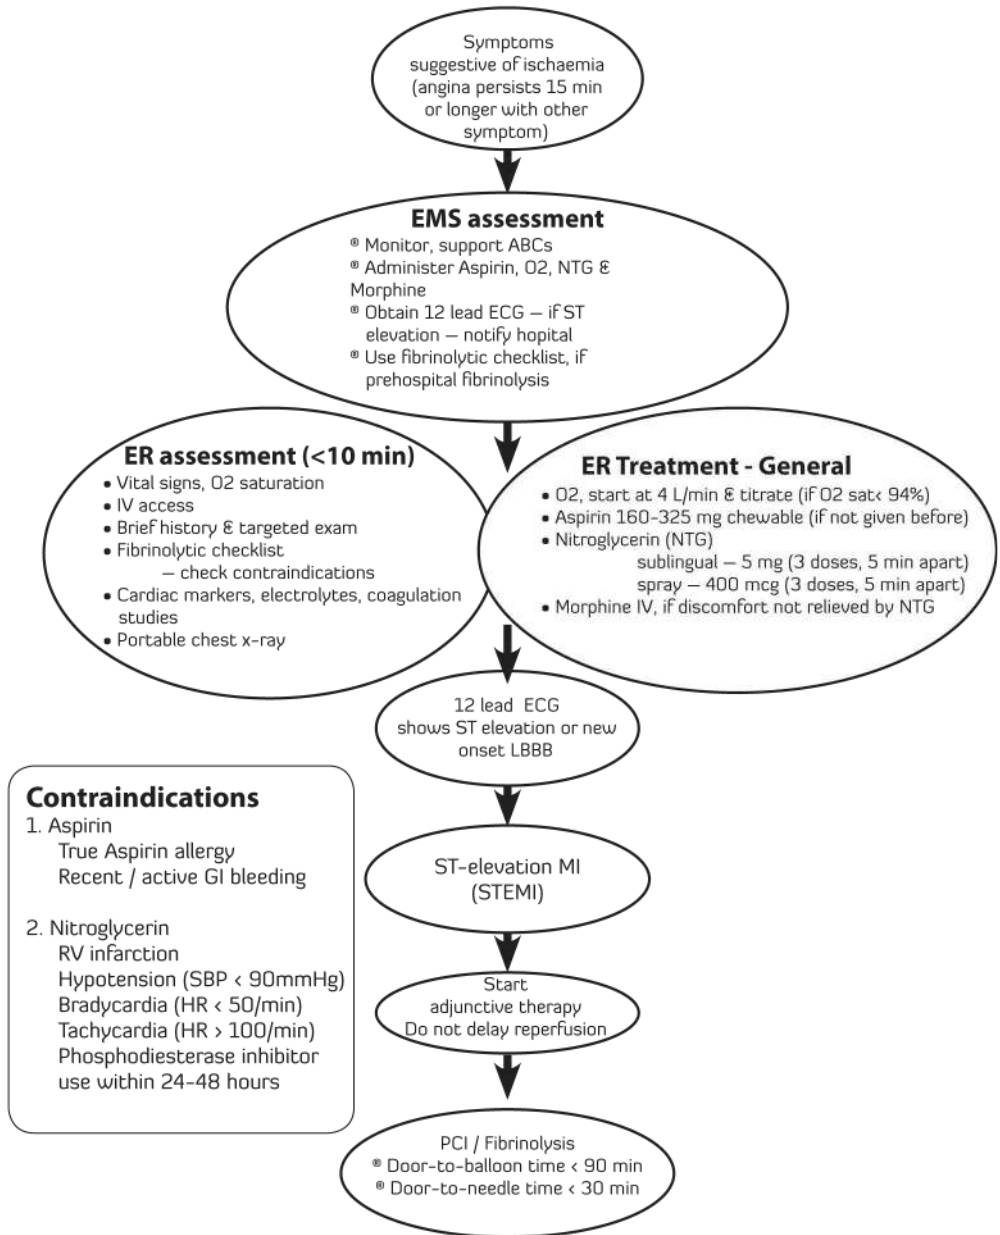 Symptoms
suggestive of ischaemia
(angina persists 15 min
or longer with other
symptom)
EMS assessment
® Monitor, support ABCs
® Administer Aspirin, O2, NTG &
Morphine
® Obtain 12 lead ECG – if ST
elevation – notify hopital
® Use fibrinolytic checklist, if
prehospital fibrinolysis
ER assessment (<10 min)
• Vital signs, O2 saturation
• IV access
• Brief history & targeted exam
• Fibrinolytic checklist
– check contraindications
• Cardiac markers, electrolytes, coagulation
studies
• Portable chest x-ray
ER Treatment - General
• O2, start at 4 L/min & titrate (if O2 sat< 94%)
• Aspirin 160-325 mg chewable (if not given before)
• Nitroglycerin (NTG)
sublingual – 5 mg (3 doses, 5 min apart)
spray – 400 mcg (3 doses, 5 min apart)
• Morphine IV, if discomfort not relieved by NTG
12 lead ECG
shows ST elevation or new
onset LBBB
Contraindications
1. Aspirin
True Aspirin allergy
Recent / active GI bleeding
2. Nitroglycerin
RV infarction
Hypotension (SBP < 90mmHg)
Bradycardia (HR < 50/min)
Tachycardia (HR > 100/min)
Phosphodiesterase inhibitor
use within 24-48 hours
ST-elevation MI
(STEMI)
Start
adjunctive therapy
Do not delay reperfusion
PCI / Fibrinolysis
® Door-to-balloon time < 90 min
® Door-to-needle time < 30 min